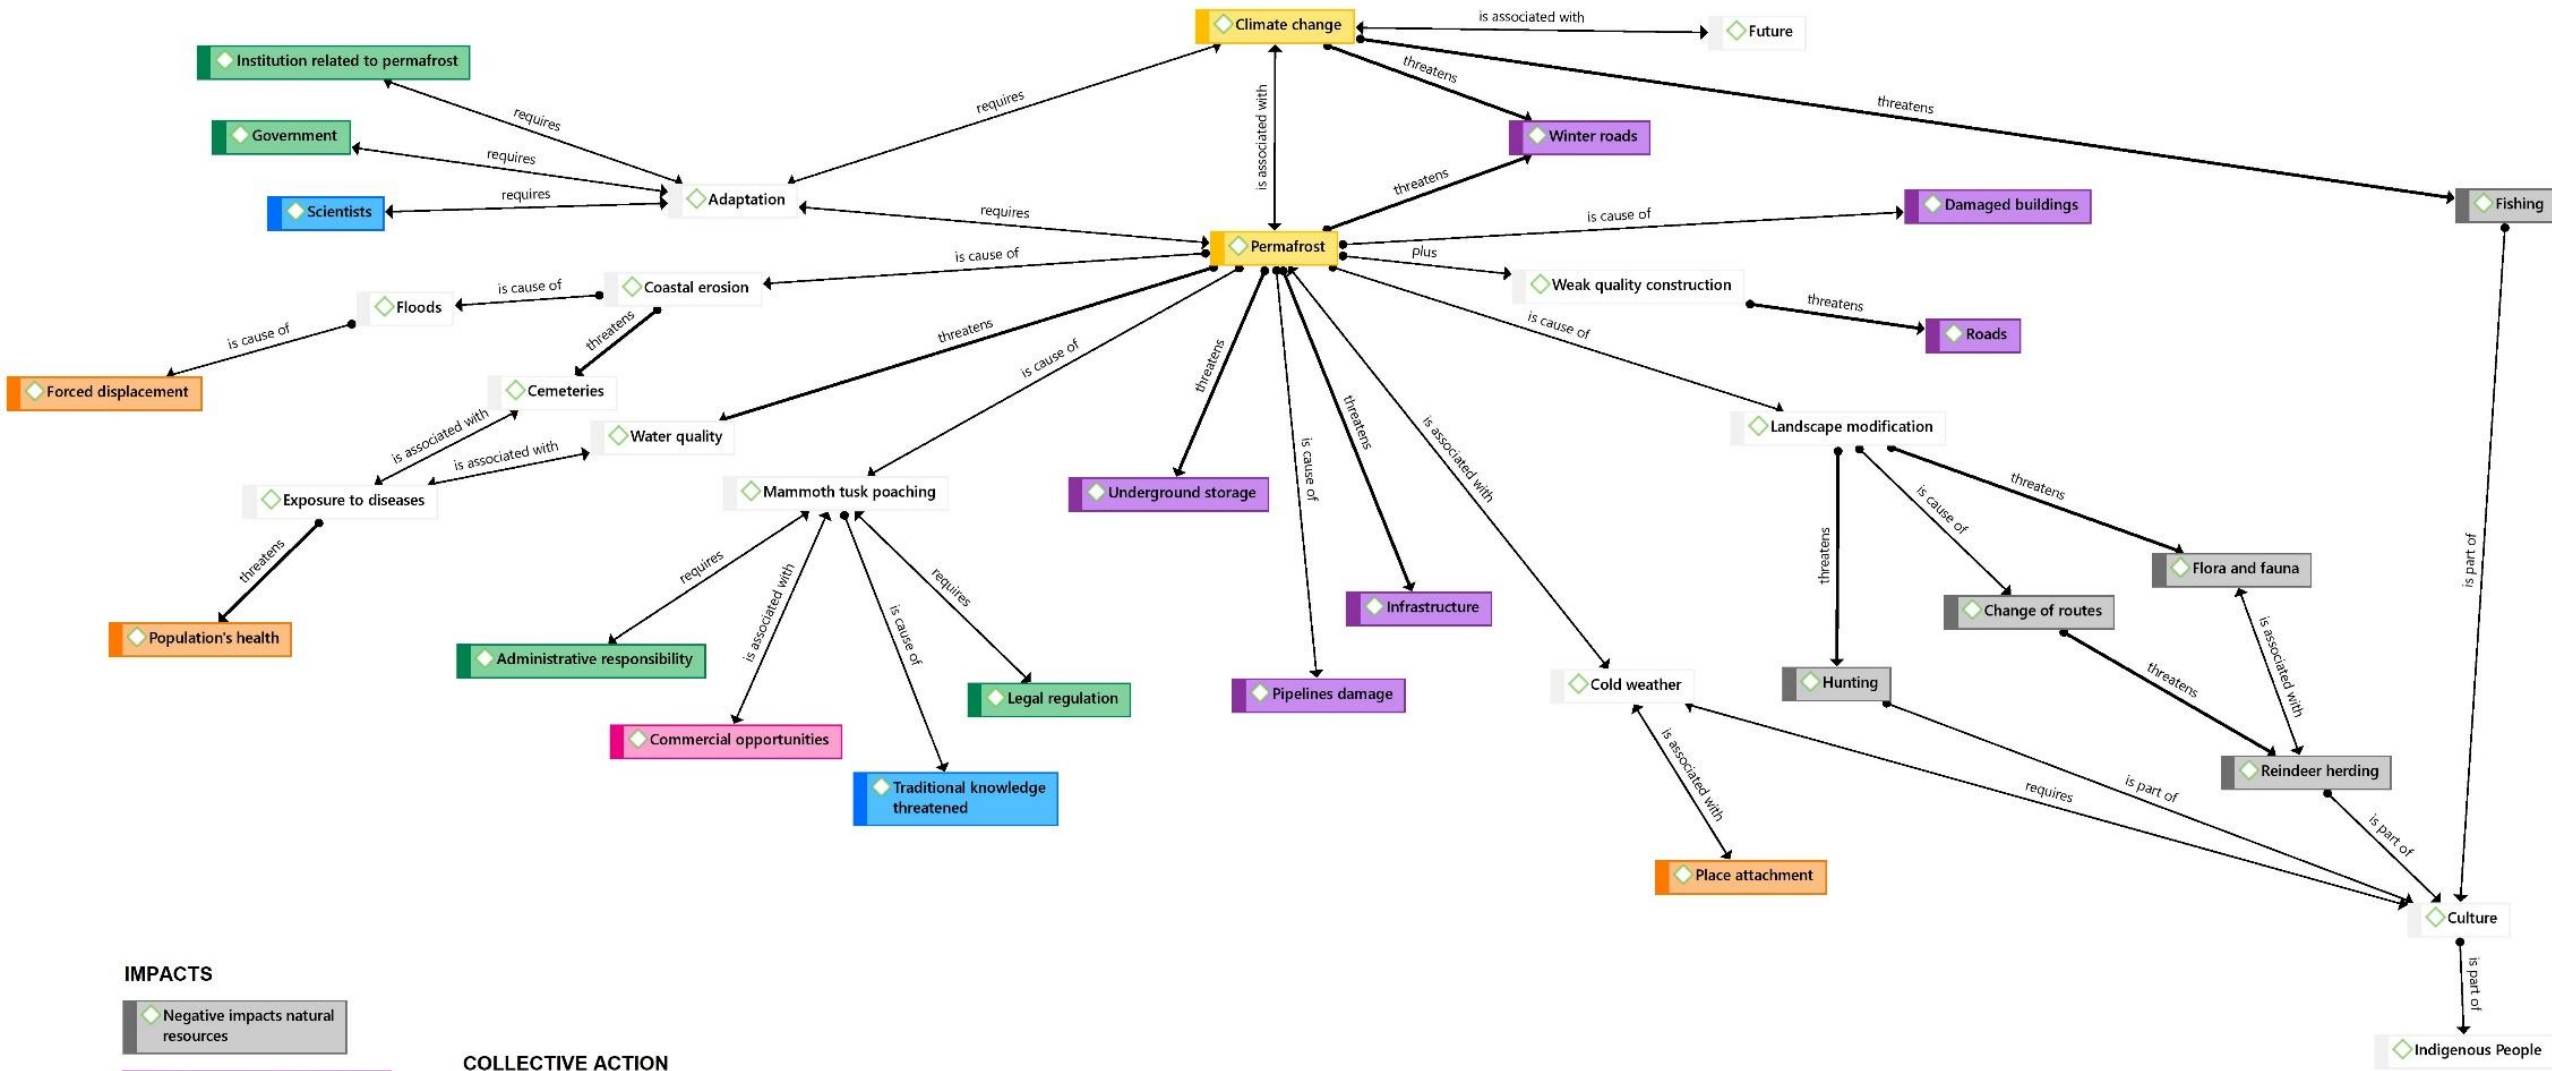 Climate change
is associated with
Future
Institution related to permafrost
threatens
requires
requires
is associated with
threatens
Government
requires
Winter roads
Scientists
requires
Adaptation
requires
threatens
is cause of
Damaged buildings
Fishing
Permafrost
is cause of
plus
Coastal erosion
is cause of
Floods
is cause of
threatens
Weak quality construction
threatens
Roads
is cause of
threatens
is cause of
threatens
Forced displacement
Cemeteries
is associated with
Water quality
is associated with
threatens
is cause of
is associated with
Landscape modification
Exposure to diseases
Mammoth tusk poaching
Underground storage
threatens
is cause of
threatens
is part of
threatens
requires
is associated with
is cause of
requires
Infrastructure
Flora and fauna
Change of routes
is associated with
Population's health
Administrative responsibility
Legal regulation
Pipelines damage
Cold weather
Hunting
threatens
Commercial opportunities
Traditional knowledge
threatened
is associated with
requires
is part of
Reindeer herding
is part of
Place attachment
Culture
is part of
Indigenous People
IMPACTS
Negative impacts natural
resources
COLLECTIVE ACTION